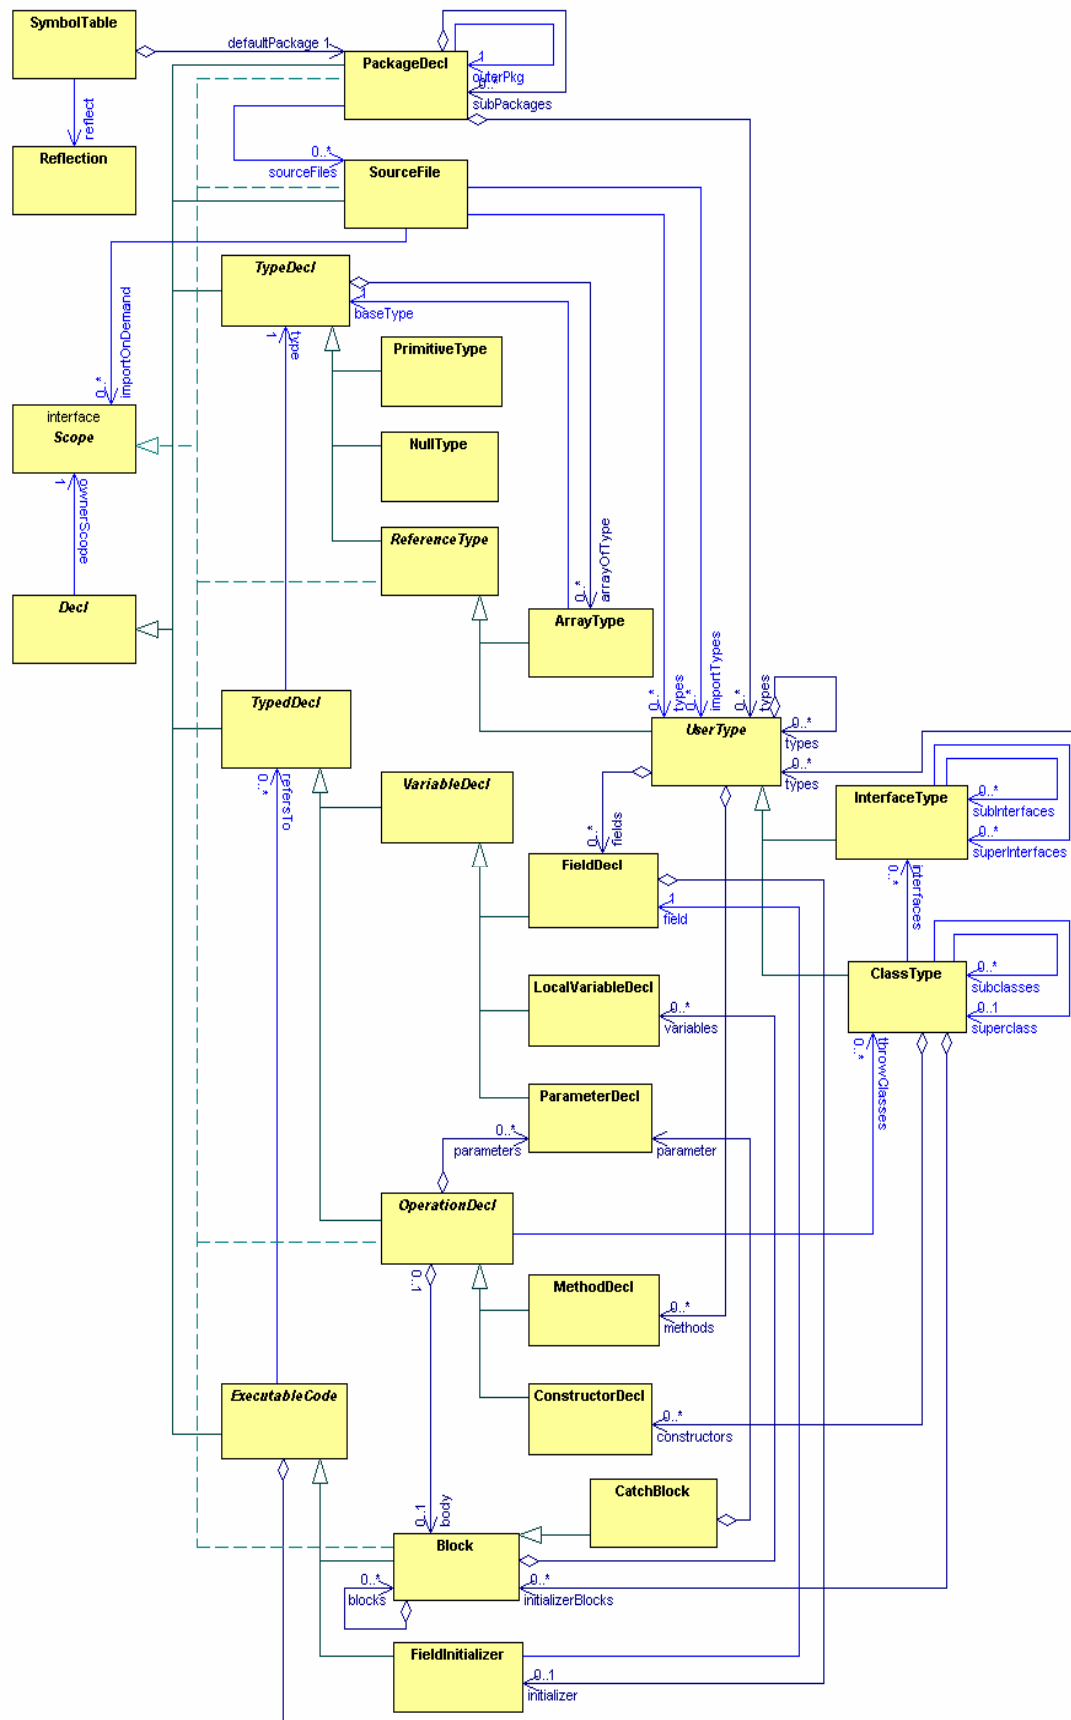 SymbolTable
defaultPackage 1
PackageDecl
1
outerPkg
0..*
subPackages
reflect
Reflection
0..*
sourceFiles
SourceFile
TypeDecl
1
baseType
importOnDemand
0..*
1
type
PrimitiveType
interface
Scope
NullType
1
ownerScope
ReferenceType
0..*
arrayOfType
Decl
ArrayType
TypedDecl
0..*
types
0..*
importTypes
0..*
types
UserType
0..*
types
0..*
types
0..*
refersTo
VariableDecl
0..*
fields
InterfaceType
0..*
subInterfaces
0..*
superInterfaces
FieldDecl
1
field
0..*
interfaces
ClassType
0..*
subclasses
0..1
superclass
LocalVariableDecl
0..*
variables
0..*
throwClasses
ParameterDecl
0..*
parameters
parameter
OperationDecl
0..1
MethodDecl
0..*
methods
ExecutableCode
ConstructorDecl
0..*
constructors
CatchBlock
0..1
body
Block
0..*
blocks
0..*
initializerBlocks
FieldInitializer
0..1
initializer